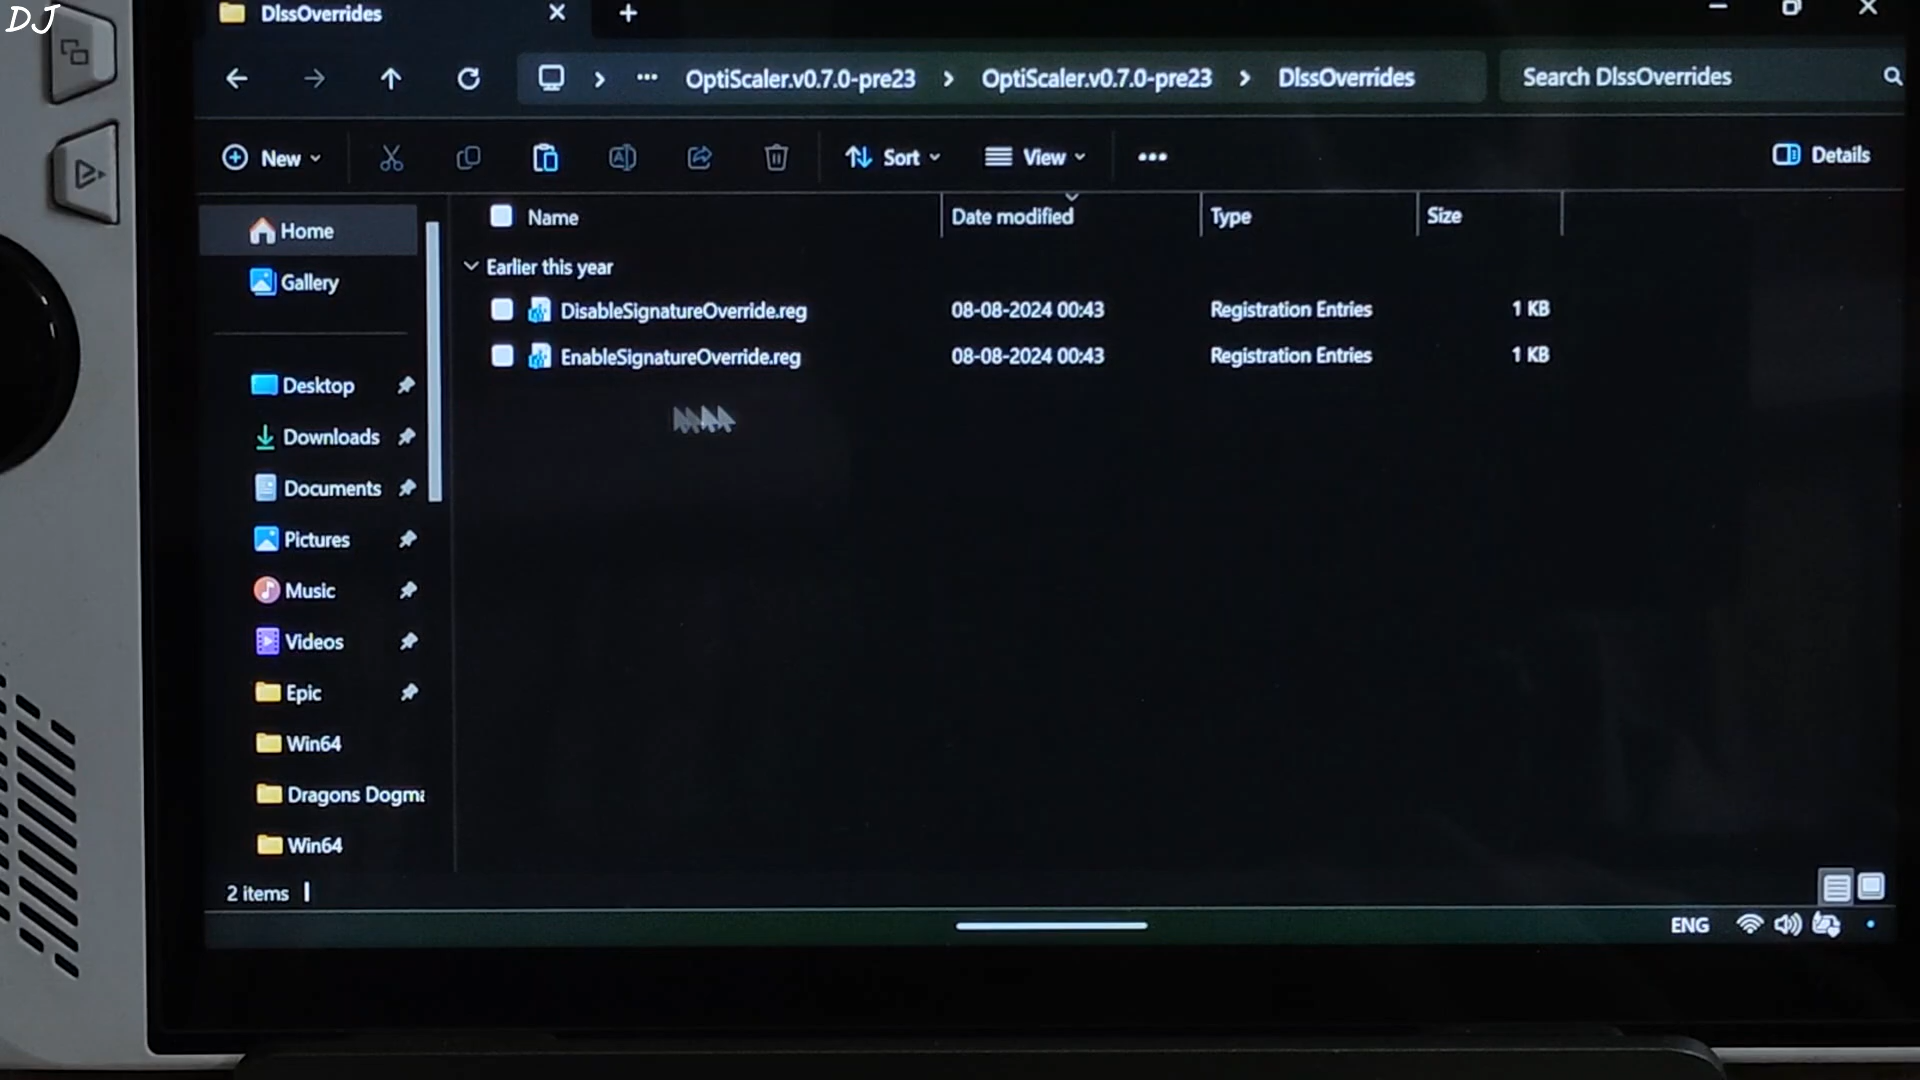 DJ
DlssOverrides
OptiScaler.v0.7.0-pre23 OptiScaler.v0.7.0-pre23 DlssOverrides Search DlssOverrides
New Sort View Details
Name Date modified Type Size
Home
Gallery
Earlier this year
DisableSignatureOverride.reg 08-08-2024 00:43 Registration Entries 1 KB
EnableSignatureOverride.reg 08-08-2024 00:43 Registration Entries 1 KB
Desktop
Downloads
Documents
Pictures
Music
Videos
Epic
Win64
Dragons Dogma
Win64
2 items
ENG